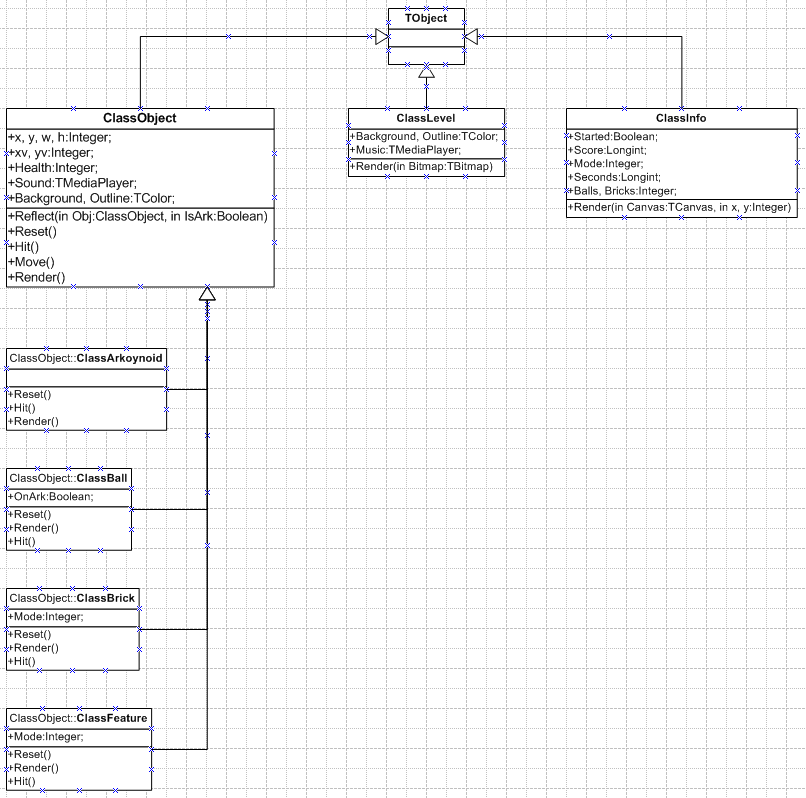 TObject
ClassObject
+x, y, w, h:Integer;
+xv, yv:Integer;
+Health:Integer;
+Sound:TMediaPlayer;
+Background, Outline:TColor;
+Reflect(in Obj:ClassObject, in IsArk:Boolean)
+Reset()
+Hit()
+Move()
+Render()
ClassLevel
+Background, Outline:TColor;
+Music:TMediaPlayer;
+Render(in Bitmap:TBitmap)
ClassInfo
+Started:Boolean;
+Score:Longint;
+Mode:Integer;
+Seconds:Longint;
+Balls, Bricks:Integer;
+Render(in Canvas:TCanvas, in x, y:Integer)
ClassObject::ClassArkoynoid
+Reset()
+Hit()
+Render()
ClassObject::ClassBall
+OnArk:Boolean;
+Reset()
+Render()
+Hit()
ClassObject::ClassBrick
+Mode:Integer;
+Reset()
+Render()
+Hit()
ClassObject::ClassFeature
+Mode:Integer;
+Reset()
+Render()
+Hit()